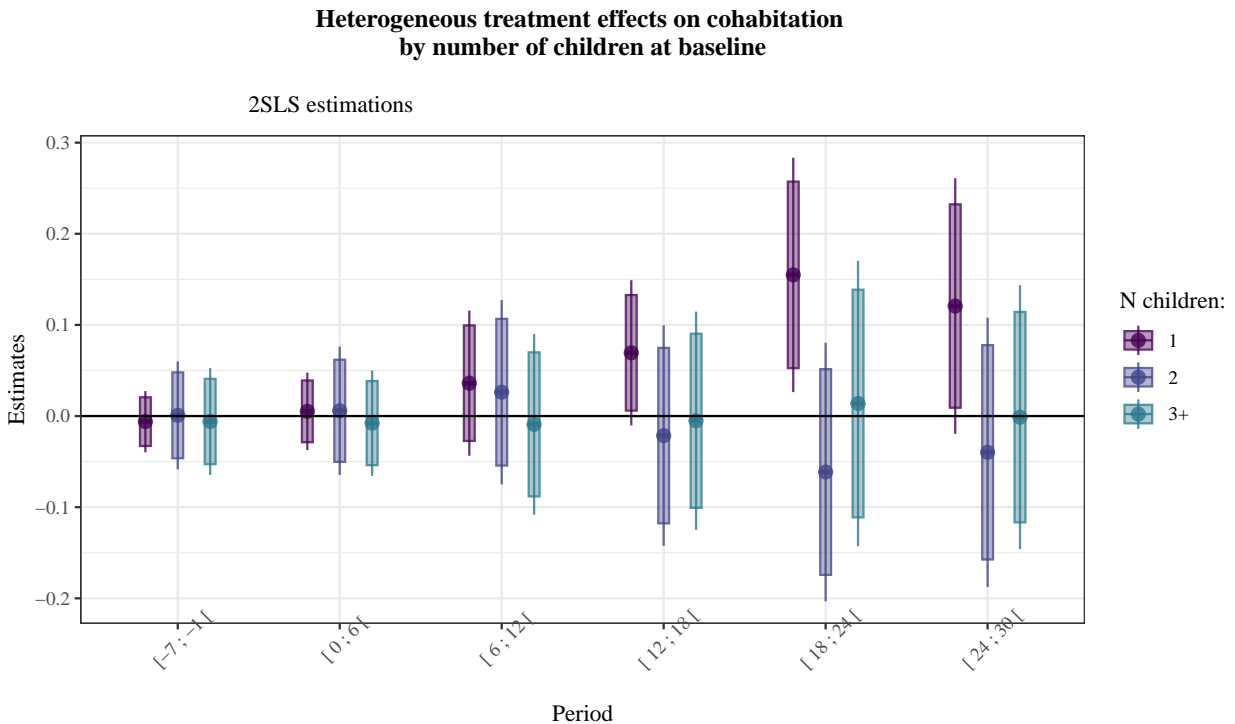 Heterogeneous treatment effects on cohabitation
by number of children at baseline
2SLS estimations
Estimates
0.3
0.2
0.1
0.0
−0.1
−0.2
[−7 ; −1 [
[ 0 ; 6 [
[ 6 ; 12 [
[ 12 ; 18 [
[ 18 ; 24 [
[ 24 ; 30 [
Period
N children:
1
2
3+